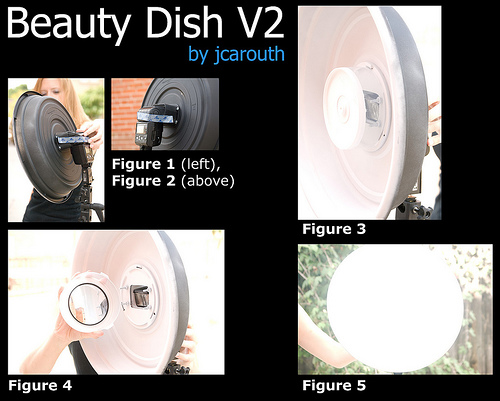 Beauty Dish V2
by jcarouth
Figure 1 (left),
Figure 2 (above)
Figure 3
Figure 4
Figure 5